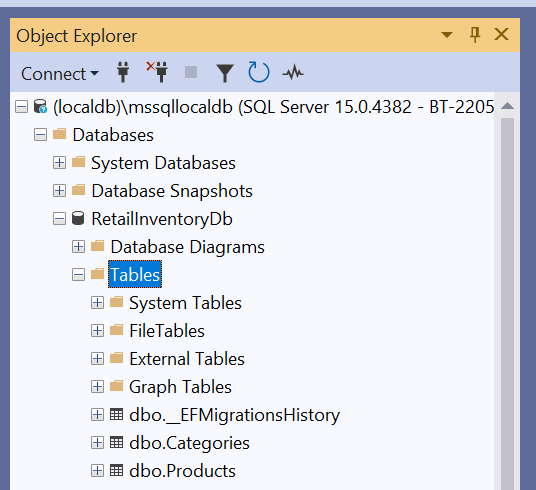 Object Explorer
Connect
(localdb)\mssqllocaldb (SQL Server 15.0.4382 - BT-2205
Databases
System Databases
Database Snapshots
RetailInventoryDb
Database Diagrams
Tables
System Tables
FileTables
External Tables
Graph Tables
dbo.__EFMigrationsHistory
dbo.Categories
dbo.Products